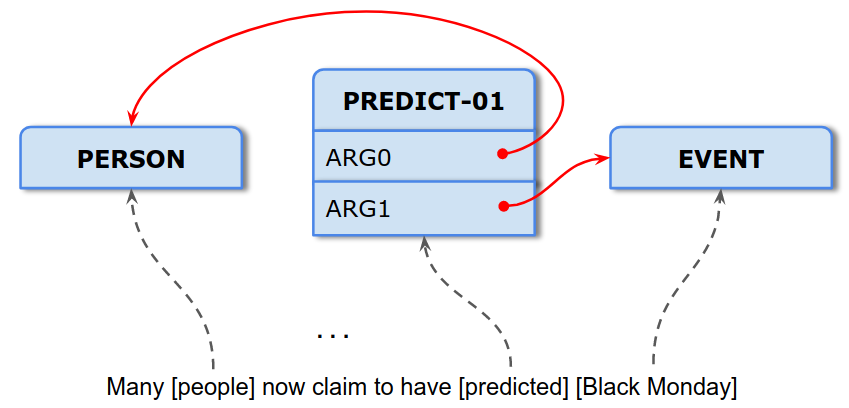 PREDICT-01
PERSON
ARG0
EVENT
ARG1
...
Many [people] now claim to have [predicted] [Black Monday]